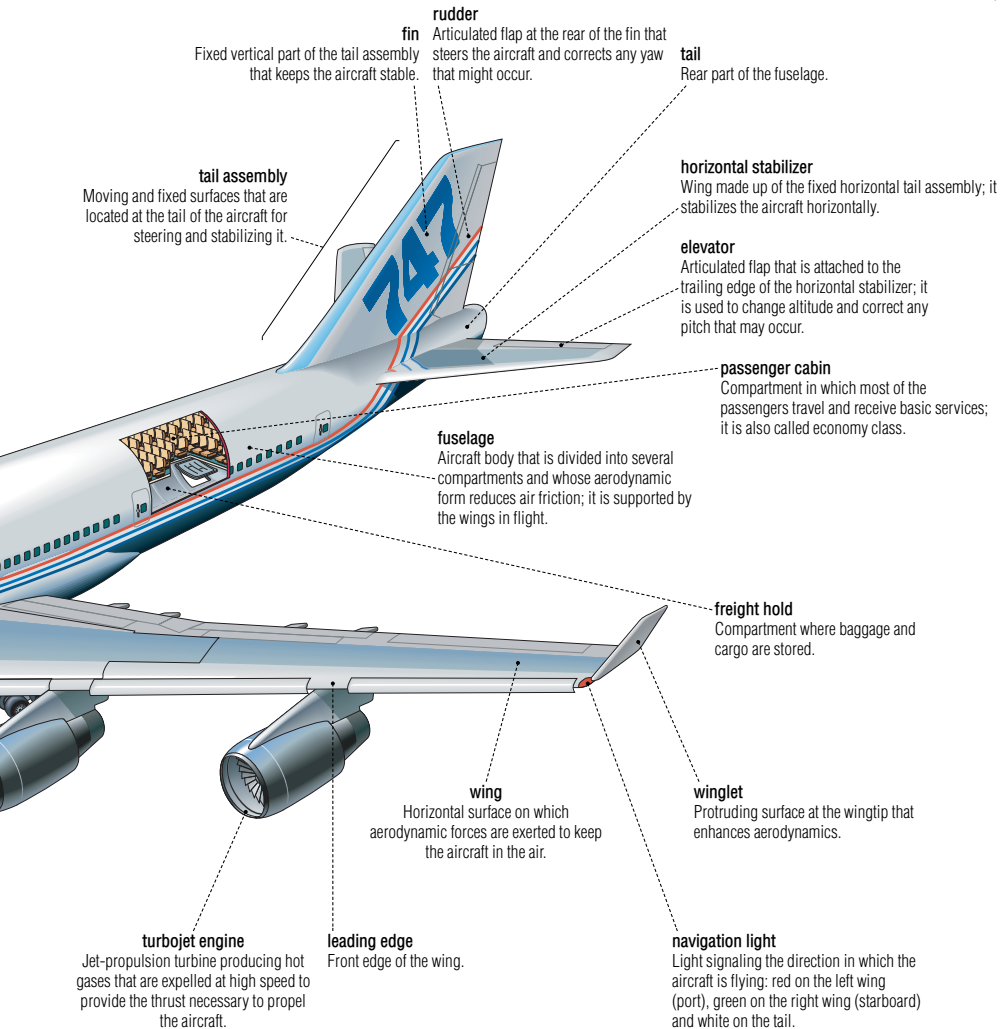 rudder
Articulated flap at the rear of the fin that
steers the aircraft and corrects any yaw
that might occur.
fin
Fixed vertical part of the tail assembly
that keeps the aircraft stable.
tail
Rear part of the fuselage.
tail assembly
Moving and fixed surfaces that are
located at the tail of the aircraft for
steering and stabilizing it.
747
horizontal stabilizer
Wing made up of the fixed horizontal tail assembly; it
stabilizes the aircraft horizontally.
elevator
Articulated flap that is attached to the
trailing edge of the horizontal stabilizer; it
is used to change altitude and correct any
pitch that may occur.
passenger cabin
Compartment in which most of the
passengers travel and receive basic services;
it is also called economy class.
fuselage
Aircraft body that is divided into several
compartments and whose aerodynamic
form reduces air friction; it is supported by
the wings in flight.
freight hold
Compartment where baggage and
cargo are stored.
wing
Horizontal surface on which
aerodynamic forces are exerted to keep
the aircraft in the air.
winglet
Protruding surface at the wingtip that
enhances aerodynamics.
turbojet engine
Jet-propulsion turbine producing hot
gases that are expelled at high speed to
provide the thrust necessary to propel
the aircraft.
leading edge
Front edge of the wing.
navigation light
Light signaling the direction in which the
aircraft is flying: red on the left wing
(port), green on the right wing (starboard)
and white on the tail.